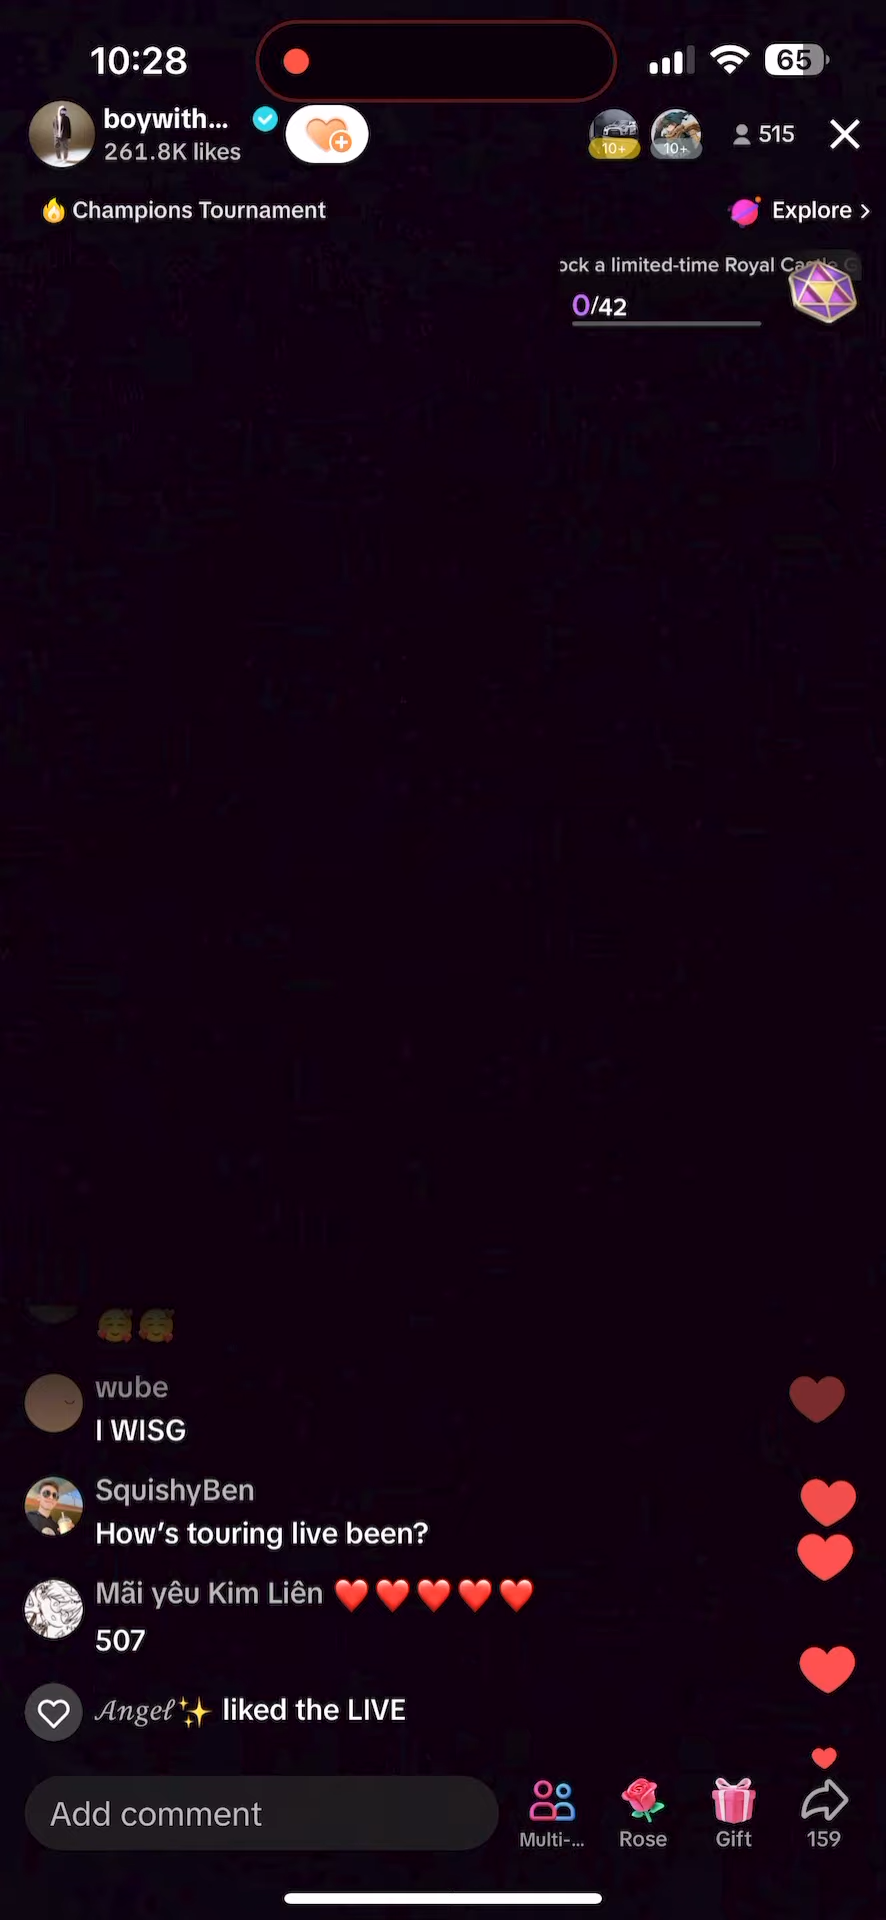 10:28
65
boywith...
261.8K likes
10+
10+
515
🔥 Champions Tournament
Explore >
ock a limited-time Royal Castle G
0/42
🥰🥰
wube
I WISG
SquishyBen
How's touring live been?
Mãi yêu Kim Liên ❤️❤️❤️❤️❤️
507
Angel✨ liked the LIVE
Add comment
Multi-...
Rose
Gift
159